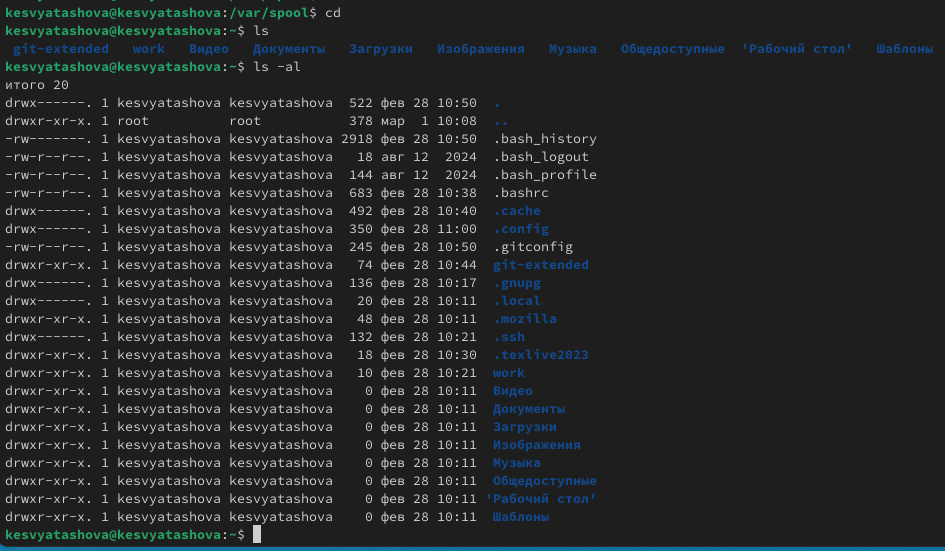 kesvyatashova@kesvyatashova:/var/spool$ cd
kesvyatashova@kesvyatashova:~$ ls
git-extended work Видео Документы Загрузки Изображения Музыка Общедоступные 'Рабочий стол' Шаблоны
kesvyatashova@kesvyatashova:~$ ls -al
итого 20
drwx------. 1 kesvyatashova kesvyatashova 522 фев 28 10:50 .
drwxr-xr-x. 1 root root 378 мар 1 10:08 ..
-rw-------. 1 kesvyatashova kesvyatashova 2918 фев 28 10:50 .bash_history
-rw-r--r--. 1 kesvyatashova kesvyatashova 18 авг 12 2024 .bash_logout
-rw-r--r--. 1 kesvyatashova kesvyatashova 144 авг 12 2024 .bash_profile
-rw-r--r--. 1 kesvyatashova kesvyatashova 683 фев 28 10:38 .bashrc
drwx------. 1 kesvyatashova kesvyatashova 492 фев 28 10:40 .cache
drwx------. 1 kesvyatashova kesvyatashova 350 фев 28 11:00 .config
-rw-r--r--. 1 kesvyatashova kesvyatashova 245 фев 28 10:50 .gitconfig
drwxr-xr-x. 1 kesvyatashova kesvyatashova 74 фев 28 10:44 git-extended
drwx------. 1 kesvyatashova kesvyatashova 136 фев 28 10:17 .gnupg
drwx------. 1 kesvyatashova kesvyatashova 20 фев 28 10:11 .local
drwxr-xr-x. 1 kesvyatashova kesvyatashova 48 фев 28 10:11 .mozilla
drwx------. 1 kesvyatashova kesvyatashova 132 фев 28 10:21 .ssh
drwxr-xr-x. 1 kesvyatashova kesvyatashova 18 фев 28 10:30 .texlive2023
drwxr-xr-x. 1 kesvyatashova kesvyatashova 10 фев 28 10:21 work
drwxr-xr-x. 1 kesvyatashova kesvyatashova 0 фев 28 10:11 Видео
drwxr-xr-x. 1 kesvyatashova kesvyatashova 0 фев 28 10:11 Документы
drwxr-xr-x. 1 kesvyatashova kesvyatashova 0 фев 28 10:11 Загрузки
drwxr-xr-x. 1 kesvyatashova kesvyatashova 0 фев 28 10:11 Изображения
drwxr-xr-x. 1 kesvyatashova kesvyatashova 0 фев 28 10:11 Музыка
drwxr-xr-x. 1 kesvyatashova kesvyatashova 0 фев 28 10:11 Общедоступные
drwxr-xr-x. 1 kesvyatashova kesvyatashova 0 фев 28 10:11 'Рабочий стол'
drwxr-xr-x. 1 kesvyatashova kesvyatashova 0 фев 28 10:11 Шаблоны
kesvyatashova@kesvyatashova:~$